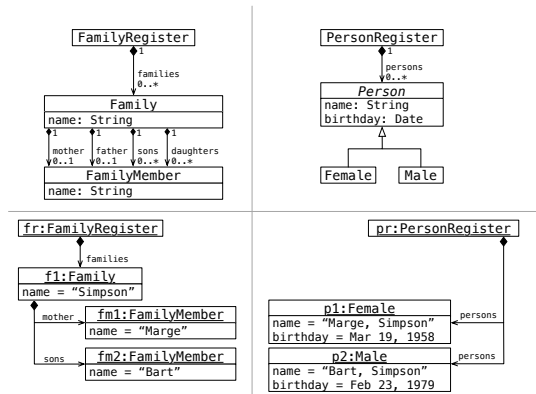 FamilyRegister
1
families
0..*
Family
name: String
1 1 1 1
mother father sons daughters
0..1 0..1 0..* 0..*
FamilyMember
name: String
PersonRegister
1
persons
0..*
Person
name: String
birthday: Date
Female Male
fr:FamilyRegister
families
f1:Family
name = “Simpson”
mother
fm1:FamilyMember
name = “Marge”
sons
fm2:FamilyMember
name = “Bart”
pr:PersonRegister
p1:Female
name = “Marge, Simpson”
birthday = Mar 19, 1958
persons
p2:Male
name = “Bart, Simpson”
birthday = Feb 23, 1979
persons